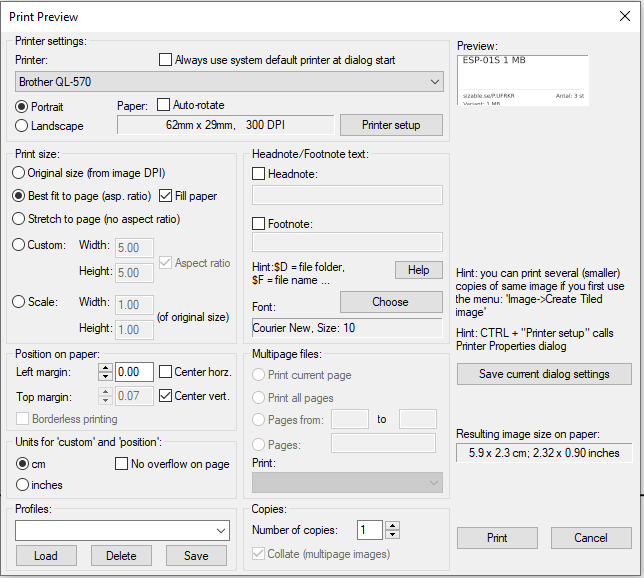 Print Preview
Printer settings:
Printer:
Always use system default printer at dialog start
Brother QL-570
Portrait
Landscape
Paper:
Auto-rotate
62mm x 29mm, 300 DPI
Printer setup
Preview:
ESP-01S 1 MB
sizable.se/P.UFRKR
Antal: 3 st
Variant: 1 MB
Print size:
Original size (from image DPI)
Best fit to page (asp. ratio)
Fill paper
Stretch to page (no aspect ratio)
Custom:
Width:
5.00
Height:
5.00
Aspect ratio
Scale:
Width:
1.00
Height:
1.00
(of original size)
Headnote/Footnote text:
Headnote:
Footnote:
Hint:$D = file folder,
$F = file name ...
Help
Font:
Choose
Courier New, Size: 10
Hint: you can print several (smaller)
copies of same image if you first use
the menu: 'Image->Create Tiled
image'
Hint: CTRL + "Printer setup" calls
Printer Properties dialog
Save current dialog settings
Position on paper:
Left margin:
0.00
Center horz.
Top margin:
0.07
Center vert.
Borderless printing
Multipage files:
Print current page
Print all pages
Pages from:
to
Pages:
Print:
Resulting image size on paper:
5.9 x 2.3 cm; 2.32 x 0.90 inches
Units for 'custom' and 'position':
cm
No overflow on page
inches
Profiles:
Load
Delete
Save
Copies:
Number of copies:
1
Collate (multipage images)
Print
Cancel